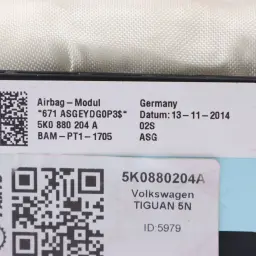 Airbag-Modul Germany
*671 ASGEYDG0P3$* Datum: 13-11-2014
5K0 880 204 A 02S
BAM-PT1-1705 ASG
5K0880204A
Volkswagen
TIGUAN 5N
ID:5979